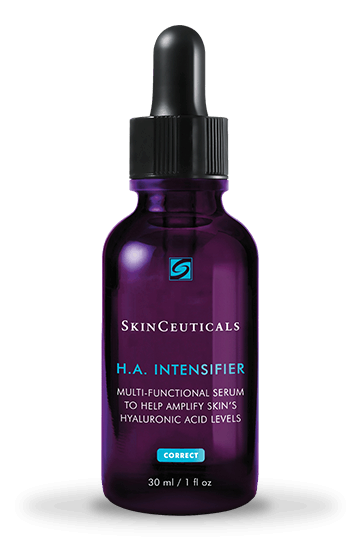 SKINCEUTICALS
H.A. INTENSIFIER
MULTI-FUNCTIONAL SERUM
TO HELP AMPLIFY SKIN'S
HYALURONIC ACID LEVELS
CORRECT
30 ml / 1 fl oz